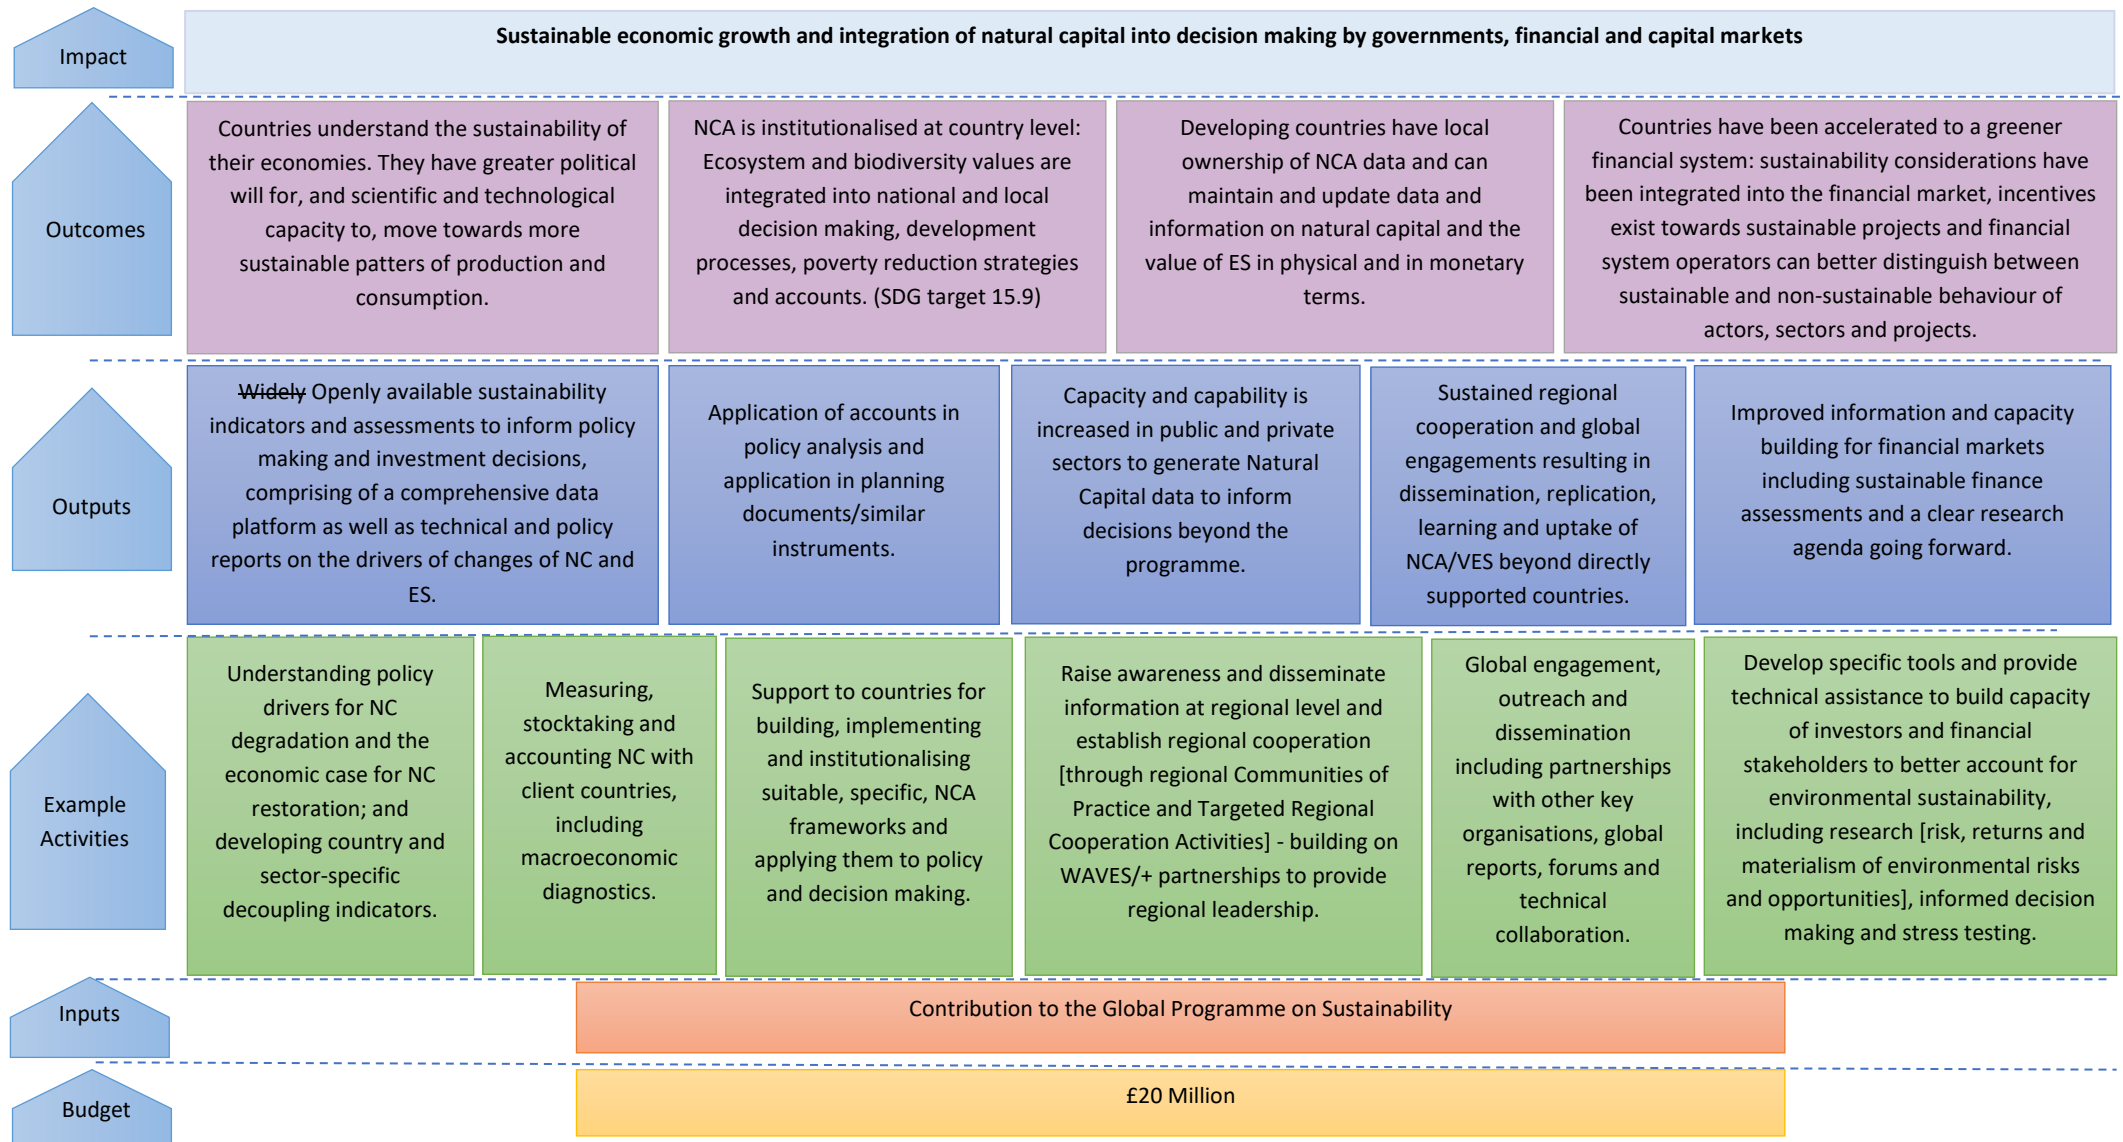 Impact
Sustainable economic growth and integration of natural capital into decision making by governments, financial and capital markets
Outcomes
Countries understand the sustainability of
their economies. They have greater political
will for, and scientific and technological
capacity to, move towards more
sustainable patters of production and
consumption.
NCA is institutionalised at country level:
Ecosystem and biodiversity values are
integrated into national and local
decision making, development
processes, poverty reduction strategies
and accounts. (SDG target 15.9)
Developing countries have local
ownership of NCA data and can
maintain and update data and
information on natural capital and the
value of ES in physical and in monetary
terms.
Countries have been accelerated to a greener
financial system: sustainability considerations have
been integrated into the financial market, incentives
exist towards sustainable projects and financial
system operators can better distinguish between
sustainable and non-sustainable behaviour of
actors, sectors and projects.
Outputs
Widely Openly available sustainability
indicators and assessments to inform policy
making and investment decisions,
comprising of a comprehensive data
platform as well as technical and policy
reports on the drivers of changes of NC and
ES.
Application of accounts in
policy analysis and
application in planning
documents/similar
instruments.
Capacity and capability is
increased in public and private
sectors to generate Natural
Capital data to inform
decisions beyond the
programme.
Sustained regional
cooperation and global
engagements resulting in
dissemination, replication,
learning and uptake of
NCA/VES beyond directly
supported countries.
Improved information and capacity
building for financial markets
including sustainable finance
assessments and a clear research
agenda going forward.
Example
Activities
Understanding policy
drivers for NC
degradation and the
economic case for NC
restoration; and
developing country and
sector-specific
decoupling indicators.
Measuring,
stocktaking and
accounting NC with
client countries,
including
macroeconomic
diagnostics.
Support to countries for
building, implementing
and institutionalising
suitable, specific, NCA
frameworks and
applying them to policy
and decision making.
Raise awareness and disseminate
information at regional level and
establish regional cooperation
[through regional Communities of
Practice and Targeted Regional
Cooperation Activities] - building on
WAVES/+ partnerships to provide
regional leadership.
Global engagement,
outreach and
dissemination
including partnerships
with other key
organisations, global
reports, forums and
technical
collaboration.
Develop specific tools and provide
technical assistance to build capacity
of investors and financial
stakeholders to better account for
environmental sustainability,
including research [risk, returns and
materialism of environmental risks
and opportunities], informed decision
making and stress testing.
Inputs
Contribution to the Global Programme on Sustainability
Budget
£20 Million